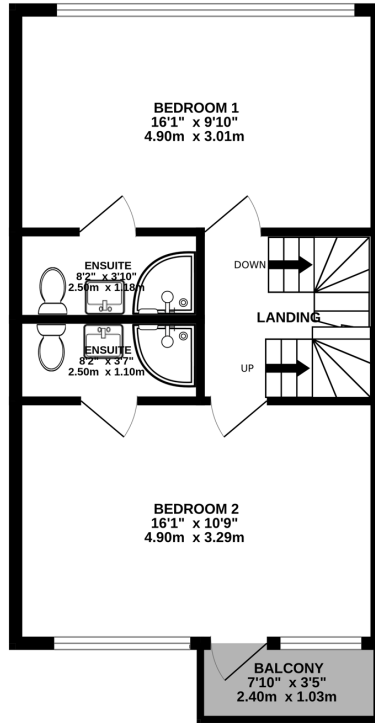 BEDROOM 1
16'1" x 9'10"
4.90m x 3.01m
ENSUITE
8'2" x 3'10"
2.50m x 1.18m
DOWN
LANDING
ENSUITE
8'2" x 3'7"
2.50m x 1.10m
UP
BEDROOM 2
16'1" x 10'9"
4.90m x 3.29m
BALCONY
7'10" x 3'5"
2.40m x 1.03m